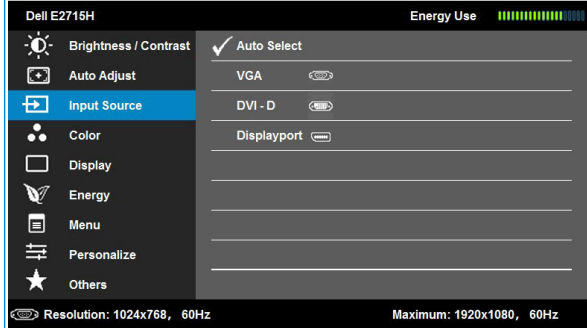 Dell E2715H Energy Use
Brightness / Contrast Auto Select
Auto Adjust VGA
Input Source DVI - D
Color Displayport
Display
Energy
Menu
Personalize
Others
Resolution: 1024x768, 60Hz Maximum: 1920x1080, 60Hz